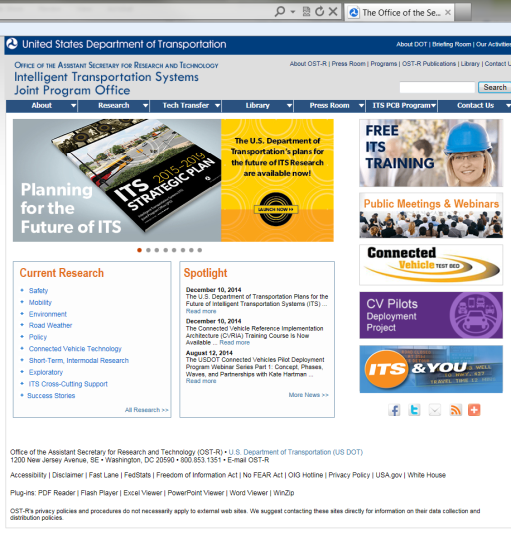 The Office of the Se...
United States Department of Transportation
About DOT | Briefing Room | Our Activities
OFFICE OF THE ASSISTANT SECRETARY FOR RESEARCH AND TECHNOLOGY
About OST-R | Press Room | Programs | OST-R Publications | Library | Contact U
Intelligent Transportation Systems
Joint Program Office
Search
About Research Tech Transfer Library Press Room ITS PCB Program Contact Us
Planning
for the
Future of ITS
ITS 2015-2019
STRATEGIC PLAN
The U.S. Department of
Transportation's plans for
the future of ITS Research
are available now!
LAUNCH NOW >>
FREE
ITS
TRAINING
Public Meetings & Webinars
Connected
Vehicle TEST BED
CV Pilots
Deployment
Project
ITS & YOU
Current Research
Safety
Mobility
Environment
Road Weather
Policy
Connected Vehicle Technology
Short-Term, Intermodal Research
Exploratory
ITS Cross-Cutting Support
Success Stories
All Research >>
Spotlight
December 10, 2014
The U.S. Department of Transportation Plans for the
Future of Intelligent Transportation Systems (ITS) ...
Read more
December 10, 2014
The Connected Vehicle Reference Implementation
Architecture (CVRIA) Training Course Is Now
Available ... Read more
August 12, 2014
The USDOT Connected Vehicles Pilot Deployment
Program Webinar Series Part 1: Concept, Phases,
Waves, and Partnerships with Kate Hartman ...
Read more
More News >>
Office of the Assistant Secretary for Research and Technology (OST-R) • U.S. Department of Transportation (US DOT)
1200 New Jersey Avenue, SE • Washington, DC 20590 • 800.853.1351 • E-mail OST-R
Accessibility | Disclaimer | Fast Lane | FedStats | Freedom of Information Act | No FEAR Act | OIG Hotline | Privacy Policy | USA.gov | White House
Plug-ins: PDF Reader | Flash Player | Excel Viewer | PowerPoint Viewer | Word Viewer | WinZip
OST-R's privacy policies and procedures do not necessarily apply to external web sites. We suggest contacting these sites directly for information on their data collection and
distribution policies.